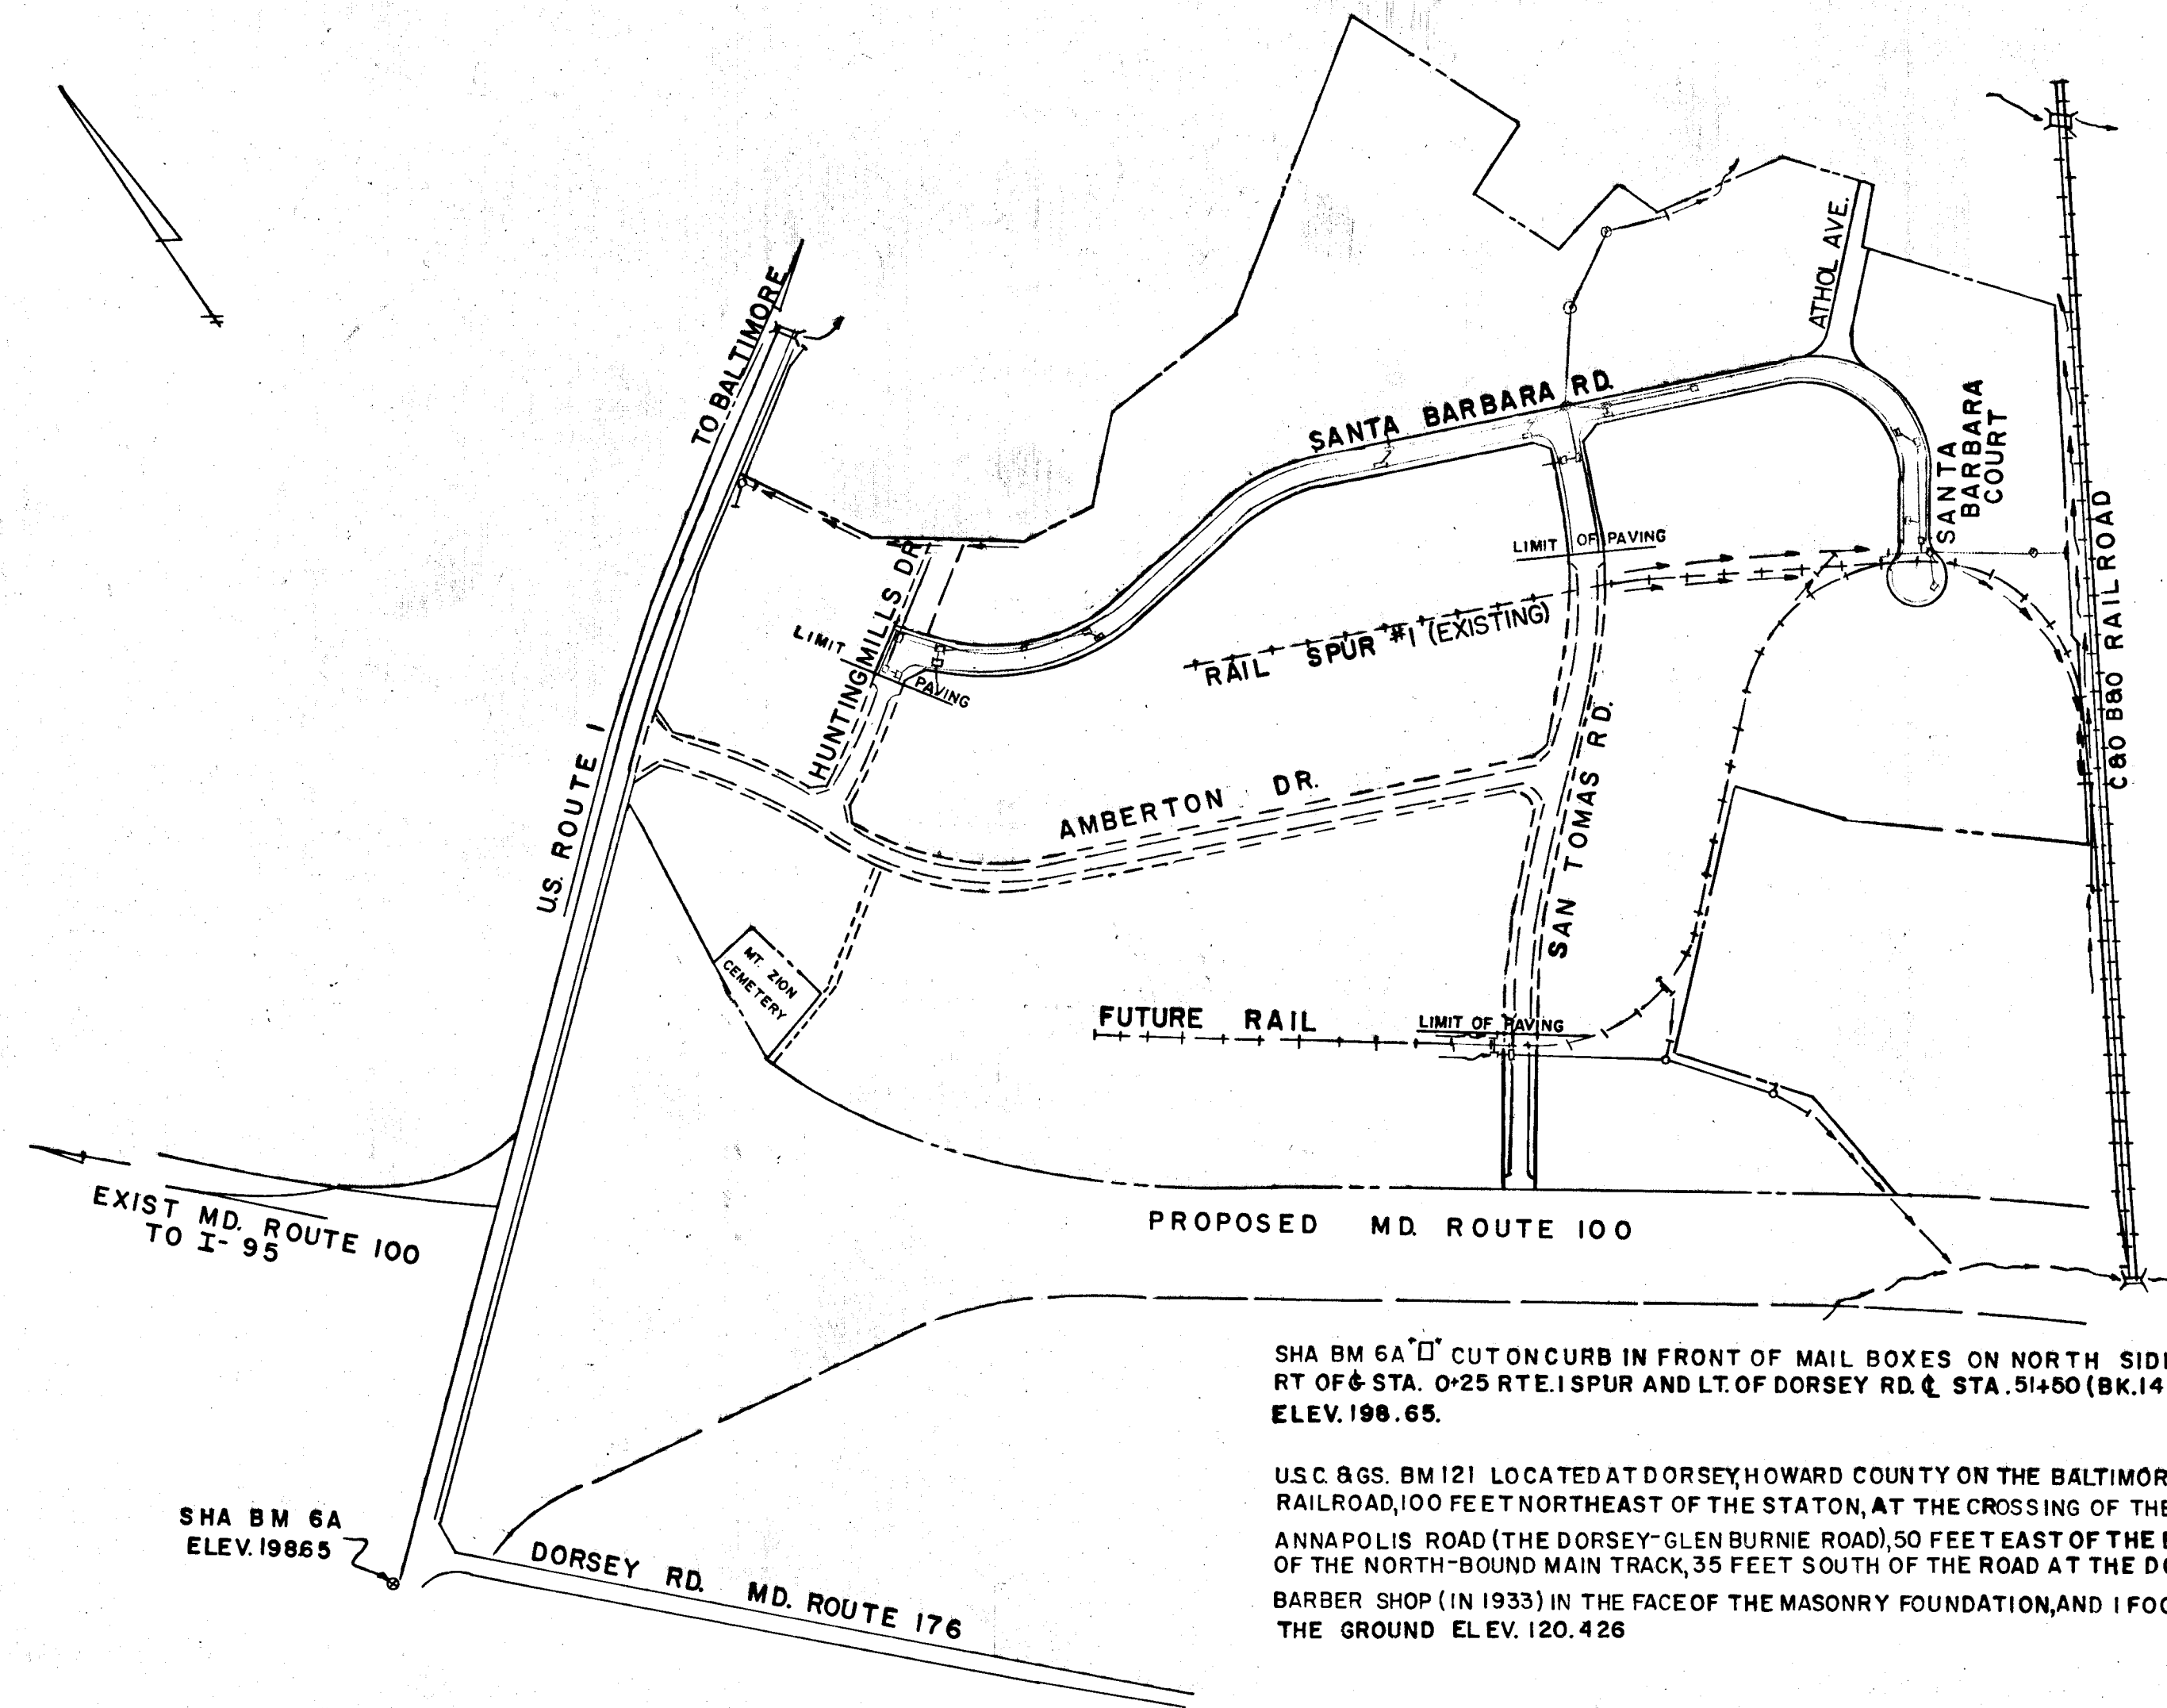 TO BALTIMORE
ATHOL AVE.
SANTA BARBARA RD.
SANTA
BARBARA
COURT
C&O B&O RAILROAD
LIMIT OF PAVING
HUNTING MILLS DR
LIMIT
PAVING
RAIL SPUR #1 (EXISTING)
U.S. ROUTE 1
AMBERTON DR.
SAN TOMAS RD.
MT. ZION
CEMETERY
FUTURE RAIL
LIMIT OF PAVING
EXIST MD. ROUTE 100
TO I-95
PROPOSED MD. ROUTE 100
SHA BM 6A "□" CUT ON CURB IN FRONT OF MAIL BOXES ON NORTH
RT OF ℄ STA. 0+25 RTE.1 SPUR AND LT. OF DORSEY RD. ℄ STA. 51+50 (BK.14
ELEV. 198.65.
U.S.C. &GS. BM 121 LOCATED AT DORSEY, HOWARD COUNTY ON THE
RAILROAD, 100 FEET NORTHEAST OF THE STATON, AT THE CROSSING OF THE
ANNAPOLIS ROAD (THE DORSEY-GLEN BURNIE ROAD), 50 FEET EAST OF THE
OF THE NORTH-BOUND MAIN TRACK, 35 FEET SOUTH OF THE ROAD AT THE
BARBER SHOP (IN 1933) IN THE FACE OF THE MASONRY FOUNDATION, AND 1
THE GROUND ELEV. 120.426
SHA BM 6A
ELEV. 198.65
DORSEY RD. MD. ROUTE 176